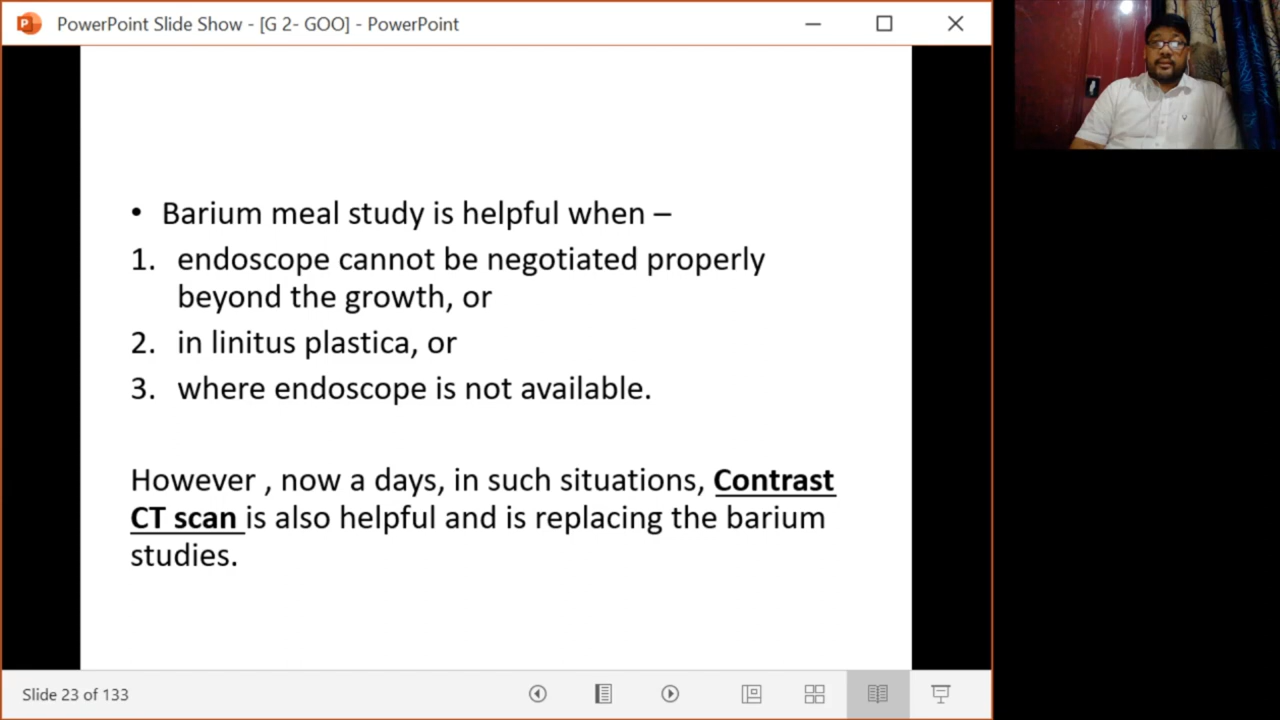 PowerPoint Slide Show - [G 2- GOO] - PowerPoint
• Barium meal study is helpful when –
1. endoscope cannot be negotiated properly
beyond the growth, or
2. in linitus plastica, or
3. where endoscope is not available.
However , now a days, in such situations, Contrast
CT scan is also helpful and is replacing the barium
studies.
Slide 23 of 133